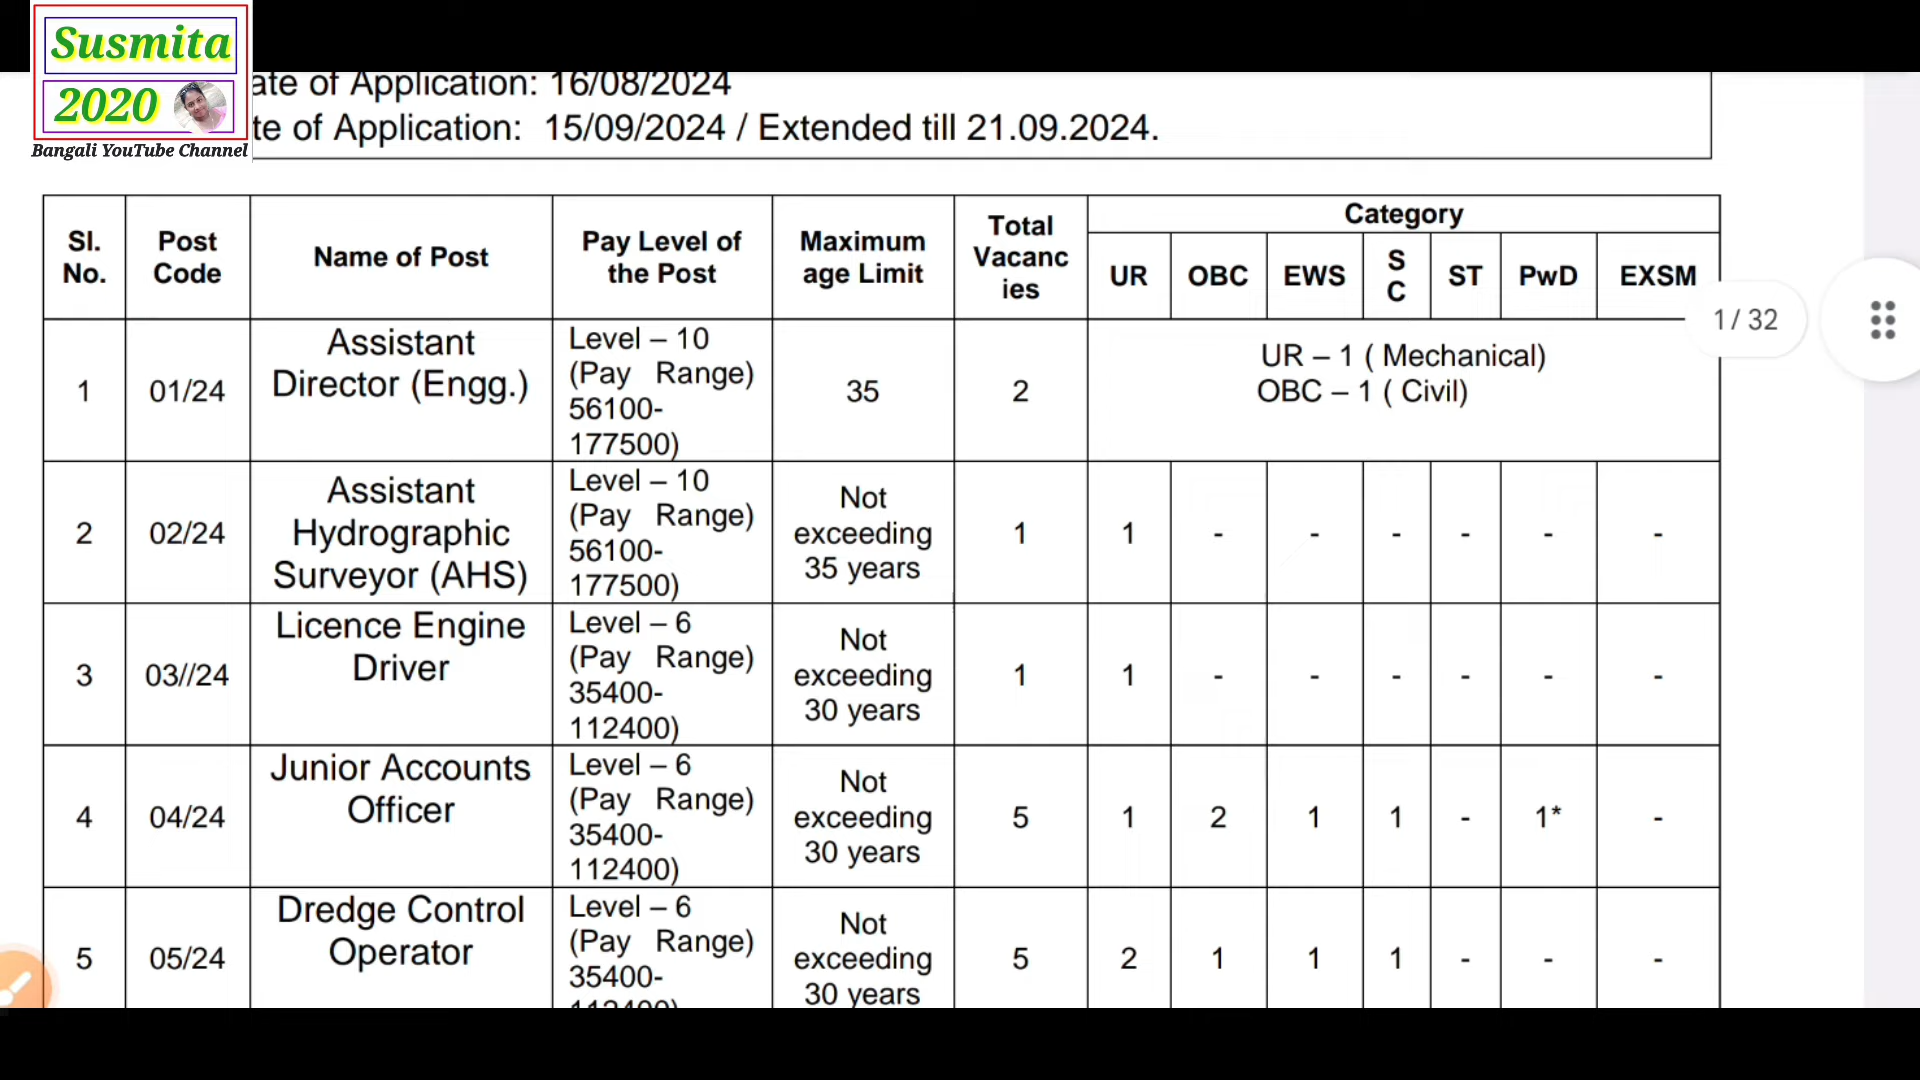 Susmita
2020
Bangali YouTube Channel
ate of Application: 16/08/2024
te of Application: 15/09/2024 / Extended till 21.09.2024.
Sl. No.
Post Code
Name of Post
Pay Level of the Post
Maximum age Limit
Total Vacanc ies
Category
UR
OBC
EWS
S C
ST
PwD
EXSM
1 / 32
1
01/24
Assistant
Director (Engg.)
Level – 10
(Pay Range)
56100-
177500)
35
2
UR – 1 ( Mechanical)
OBC – 1 ( Civil)
2
02/24
Assistant
Hydrographic
Surveyor (AHS)
Level – 10
(Pay Range)
56100-
177500)
Not
exceeding
35 years
1
1
-
-
-
-
-
-
3
03//24
Licence Engine
Driver
Level – 6
(Pay Range)
35400-
112400)
Not
exceeding
30 years
1
1
-
-
-
-
-
-
4
04/24
Junior Accounts
Officer
Level – 6
(Pay Range)
35400-
112400)
Not
exceeding
30 years
5
1
2
1
1
-
1*
-
5
05/24
Dredge Control
Operator
Level – 6
(Pay Range)
35400-
112400)
Not
exceeding
30 years
5
2
1
1
1
-
-
-